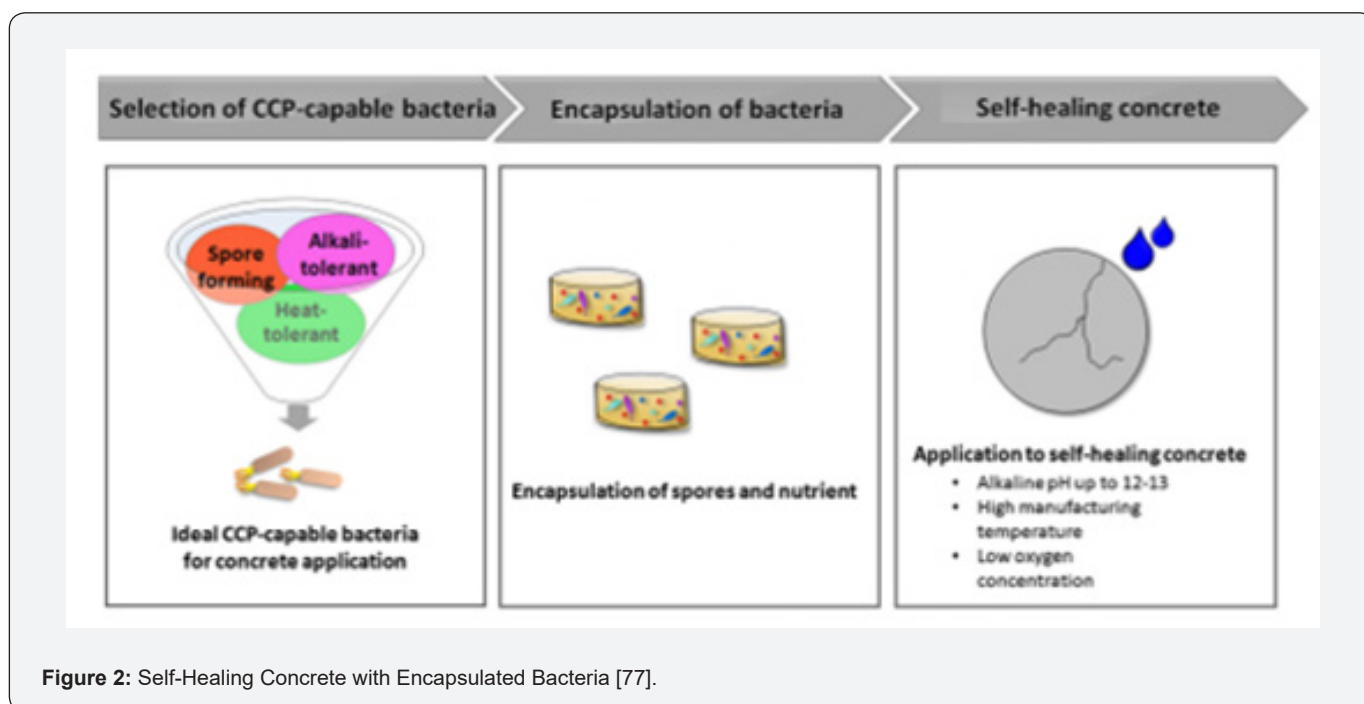 Selection of CCP-capable bacteria
Encapsulation of bacteria
Self-healing concrete
Spore
forming
Alkali-
tolerant
Heat-
tolerant
Ideal CCP-capable bacteria
for concrete application
Encapsulation of spores and nutrient
Application to self-healing concrete
• Alkaline pH up to 12-13
• High manufacturing
temperature
• Low oxygen
concentration
Figure 2: Self-Healing Concrete with Encapsulated Bacteria [77].